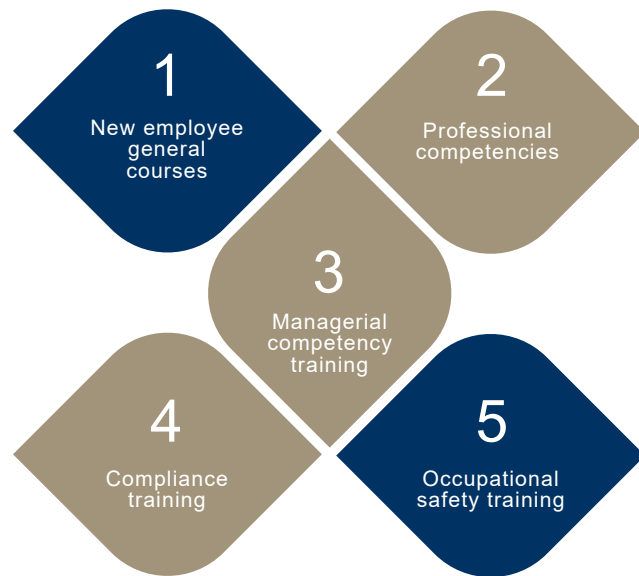 1
New employee
general
courses
2
Professional
competencies
3
Managerial
competency
training
4
Compliance
training
5
Occupational
safety training